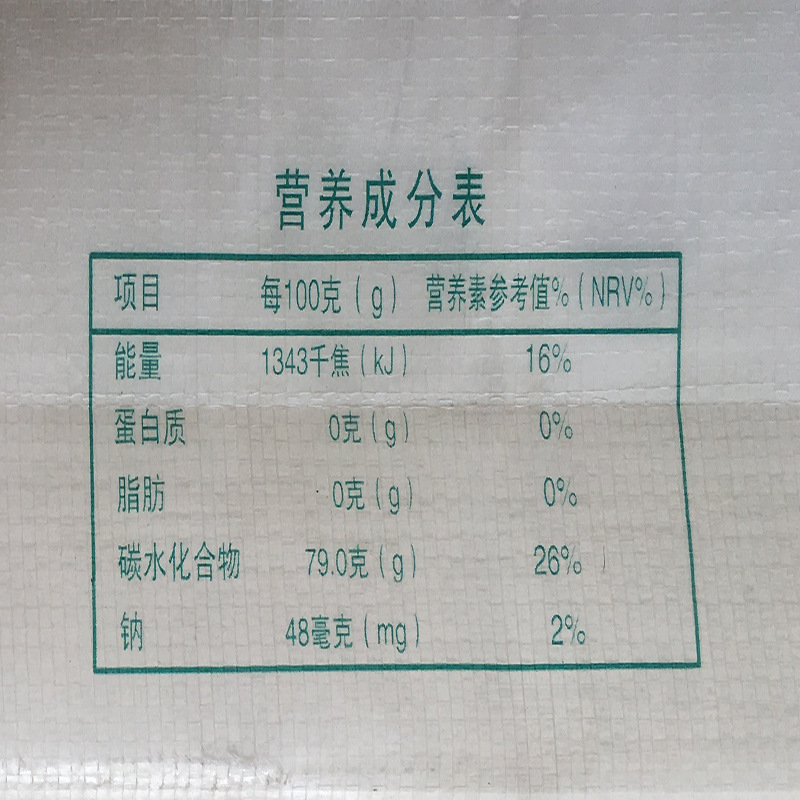 营养成分表
项目 每100克(g) 营养素参考值%(NRV%)
能量 1343千焦(kJ) 16%
蛋白质 0克(g) 0%
脂肪 0克(g) 0%
碳水化合物 79.0克(g) 26%
钠 48毫克(mg) 2%